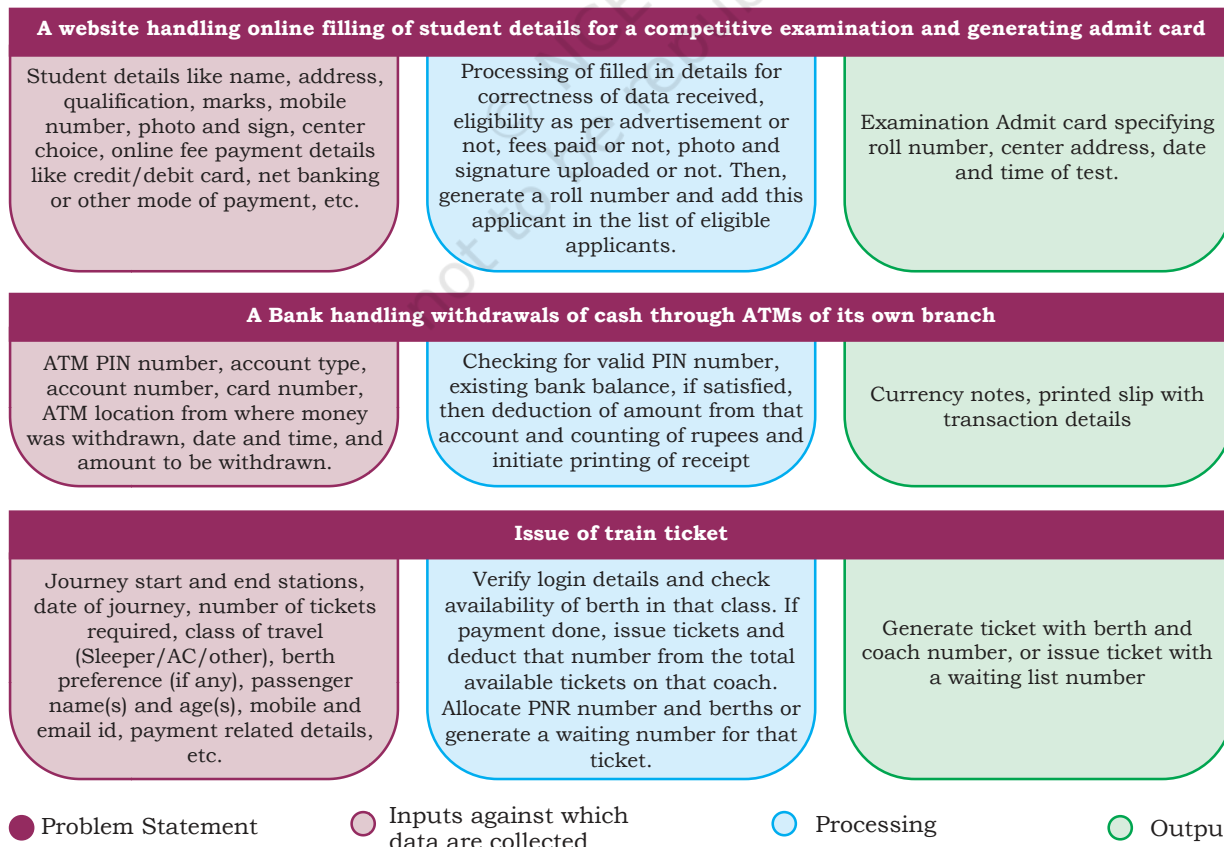 A website handling online filling of student details for a competitive examination and generating admit card
Student details like name, address,
qualification, marks, mobile
number, photo and sign, center
choice, online fee payment details
like credit/debit card, net banking
or other mode of payment, etc.
Processing of filled in details for
correctness of data received,
eligibility as per advertisement or
not, fees paid or not, photo and
signature uploaded or not. Then,
generate a roll number and add this
applicant in the list of eligible
applicants.
Examination Admit card specifying
roll number, center address, date
and time of test.
A Bank handling withdrawals of cash through ATMs of its own branch
ATM PIN number, account type,
account number, card number,
ATM location from where money
was withdrawn, date and time, and
amount to be withdrawn.
Checking for valid PIN number,
existing bank balance, if satisfied,
then deduction of amount from that
account and counting of rupees and
initiate printing of receipt
Currency notes, printed slip with
transaction details
Issue of train ticket
Journey start and end stations,
date of journey, number of tickets
required, class of travel
(Sleeper/AC/other), berth
preference (if any), passenger
name(s) and age(s), mobile and
email id, payment related details,
etc.
Verify login details and check
availability of berth in that class. If
payment done, issue tickets and
deduct that number from the total
available tickets on that coach.
Allocate PNR number and berths or
generate a waiting number for that
ticket.
Generate ticket with berth and
coach number, or issue ticket with
a waiting list number
Problem Statement
Inputs against which
data are collected
Processing
Outpu
not to be repu